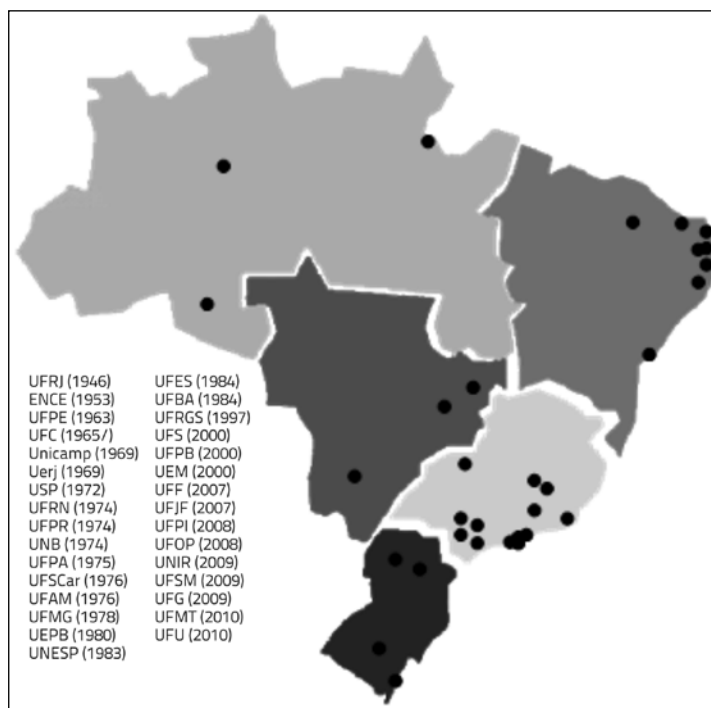 UFRJ (1946)
ENCE (1953)
UFPE (1963)
UFC (1965/)
Unicamp (1969)
Uerj (1969)
USP (1972)
UFRN (1974)
UFPR (1974)
UNB (1974)
UFPA (1975)
UFSCar (1976)
UFAM (1976)
UFMG (1978)
UEPB (1980)
UNESP (1983)
UFES (1984)
UFBA (1984)
UFRGS (1997)
UFS (2000)
UFPB (2000)
UEM (2000)
UFF (2007)
UFJF (2007)
UFPI (2008)
UFOP (2008)
UNIR (2009)
UFSM (2009)
UFG (2009)
UFMT (2010)
UFU (2010)